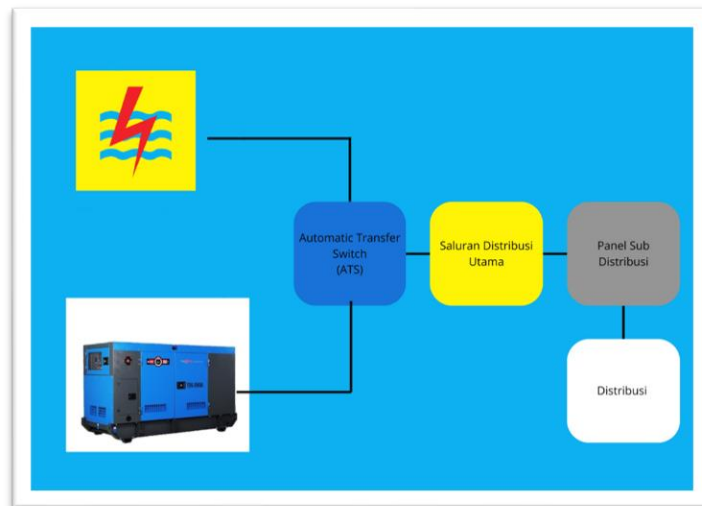 Automatic Transfer
Switch
(ATS)
Saluran Distribusi
Utama
Panel Sub
Distribusi
Distribusi